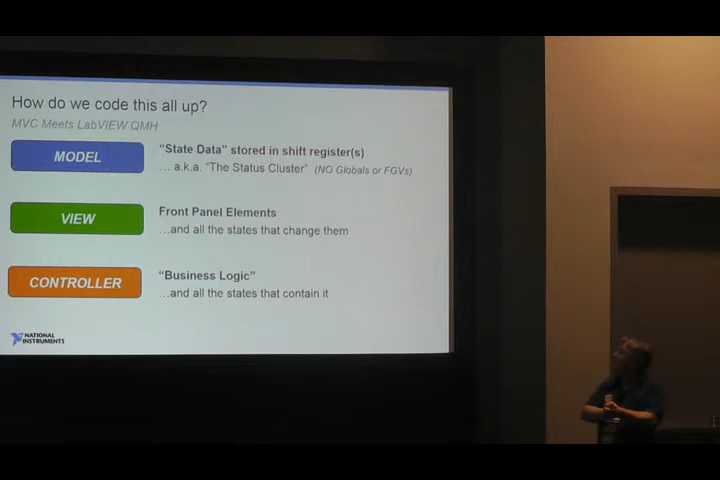 How do we code this all up?
MVC Meets LabVIEW QMH
MODEL
“State Data” stored in shift register(s)
… a.k.a. “The Status Cluster” (NO Globals or FGVs)
VIEW
Front Panel Elements
…and all the states that change them
CONTROLLER
“Business Logic”
…and all the states that contain it
NATIONAL
INSTRUMENTS